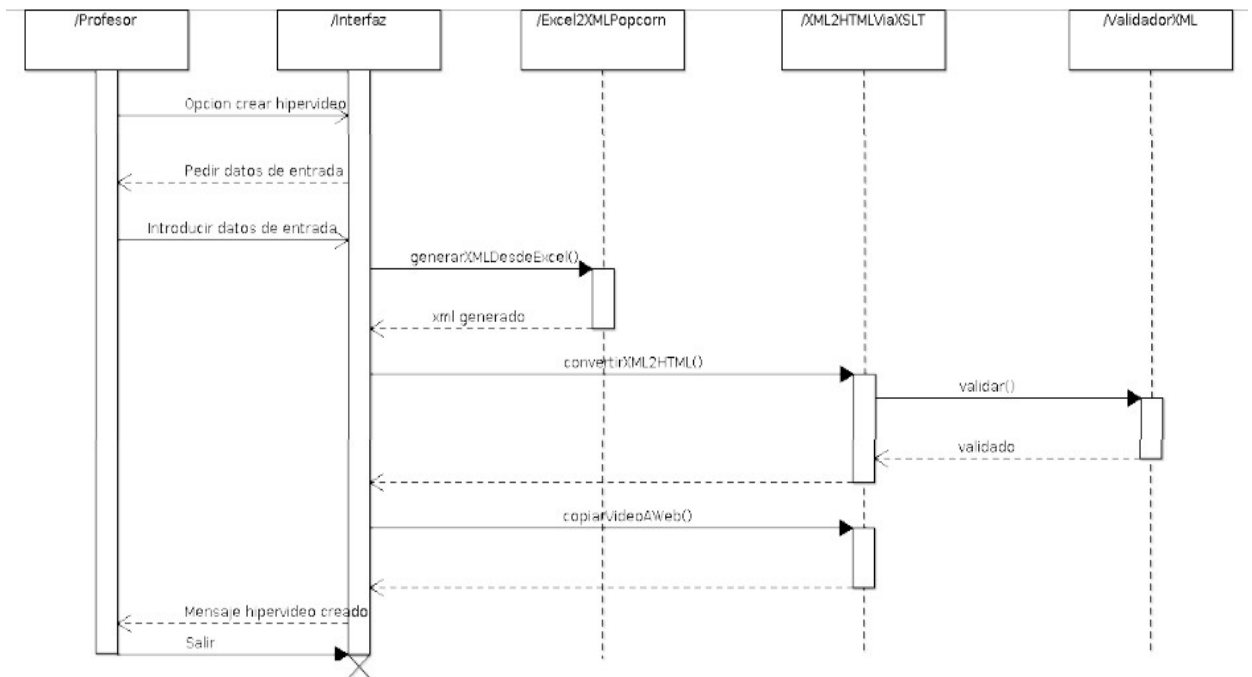 /Profesor
/Interfaz
/Excel2XMLPopcorn
/XML2HTMLViaXSLT
/ValidadorXML
Opcion crear hipervideo
Pedir datos de entrada
Introducir datos de entrada
generarXMLDesdeExcel()
xml generado
convertirXML2HTML()
validar()
validado
copiarVideoAWeb()
Mensaje hipervideo creado
Salir